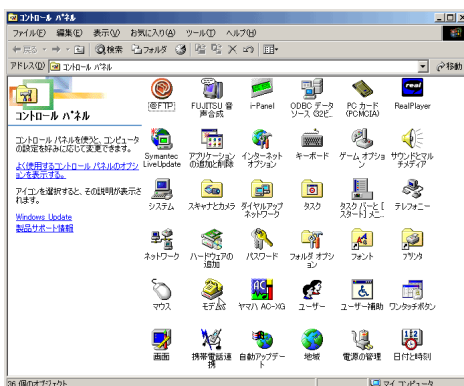 コントロール パネル
ファイル(F) 編集(E) 表示(V) お気に入り(A) ツール(T) ヘルプ(H)
戻る 検索 フォルダ
アドレス(D) コントロール パネル 移動
コントロール パネル
コントロール パネルを使うと、コンピュータ
の設定を好みに応じて変更できます。
よく使用するコントロール パネルのオプシ
ョンを表示する。
アイコンを選択すると、その説明が表示さ
れます。
Windows Update
製品サポート情報
@FTP
FUJITSU 音
声合成
i-Panel
ODBC データ
ソース (32ビ...
PC カード
(PCMCIA)
RealPlayer
Symantec
LiveUpdate
アプリケーション
の追加と削除
インターネット
オプション
キーボード
ゲーム オプショ
ン
サウンドとマル
チメディア
システム
スキャナとカメラ
ダイヤルアップ
ネットワーク
タスク
タスク バーと [
スタート] メニ...
テレフォニー
ネットワーク
ハードウェアの
追加
パスワード
フォルダ オプシ
ョン
フォント
プリンタ
マウス
モデム
ヤマハ AC-XG
ユーザー
ユーザー補助
ワンタッチボタン
画面
携帯電話連
携
自動アップデー
ト
地域
電源の管理
日付と時刻
36 個のオブジェクト マイ コンピュータ